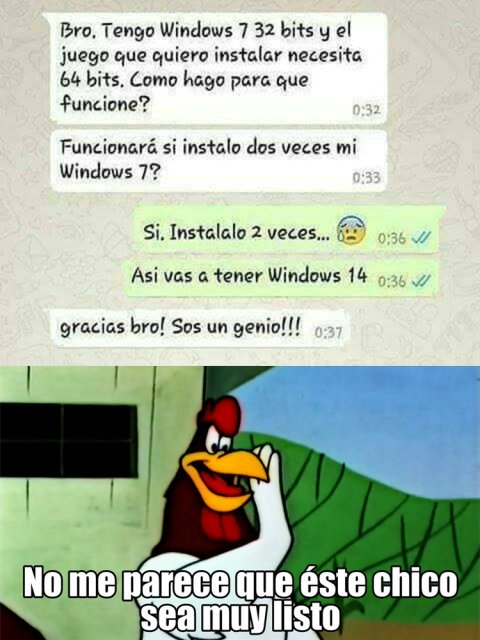 Bro. Tengo Windows 7 32 bits y el
juego que quiero instalar necesita
64 bits. Como hago para que
funcione?
0:32
Funcionará si instalo dos veces mi
Windows 7?
0:33
Si. Instalalo 2 veces... 😰 0:36
Asi vas a tener Windows 14 0:36
gracias bro! Sos un genio!!! 0:37
No me parece que éste chico
sea muy listo